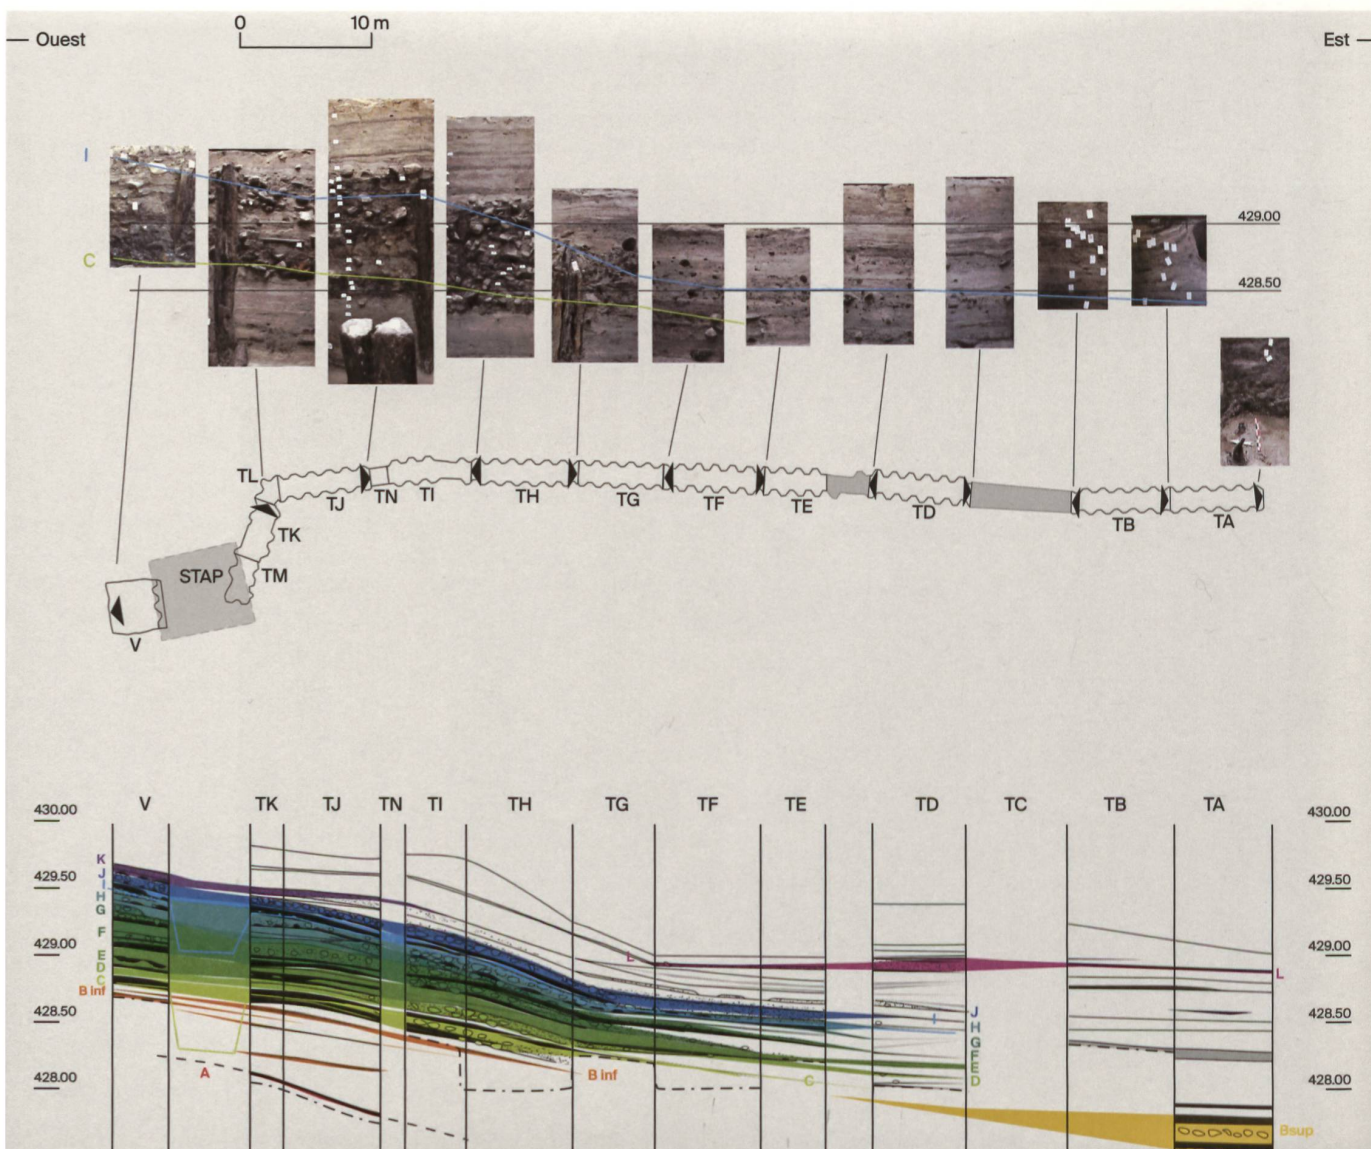 0 10 m
Ouest Est
I
429.00
C
428.50
TL
TJ TN TI TH TG TF TE TD TB TA
TK
STAP TM
V
V TK TJ TN TI TH TG TF TE TD TC TB TA
430.00 430.00
K
J
429.50 429.50
I
H
G
F
429.00 429.00
L L
E
D
C
B inf
428.50 428.50
J
I
H
G
F
E
D
428.00 428.00
A
B inf
C
Bsup